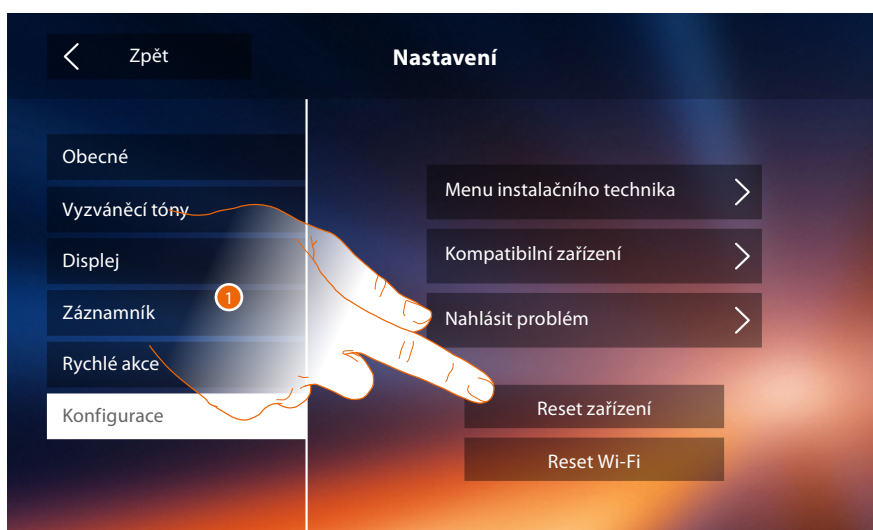 Zpět
Nastavení
Obecné
Vyzváněcí tóny
Displej
Záznamník
Rychlé akce
Konfigurace
1
Menu instalačního technika
Kompatibilní zařízení
Nahlásit problém
Reset zařízení
Reset Wi-Fi